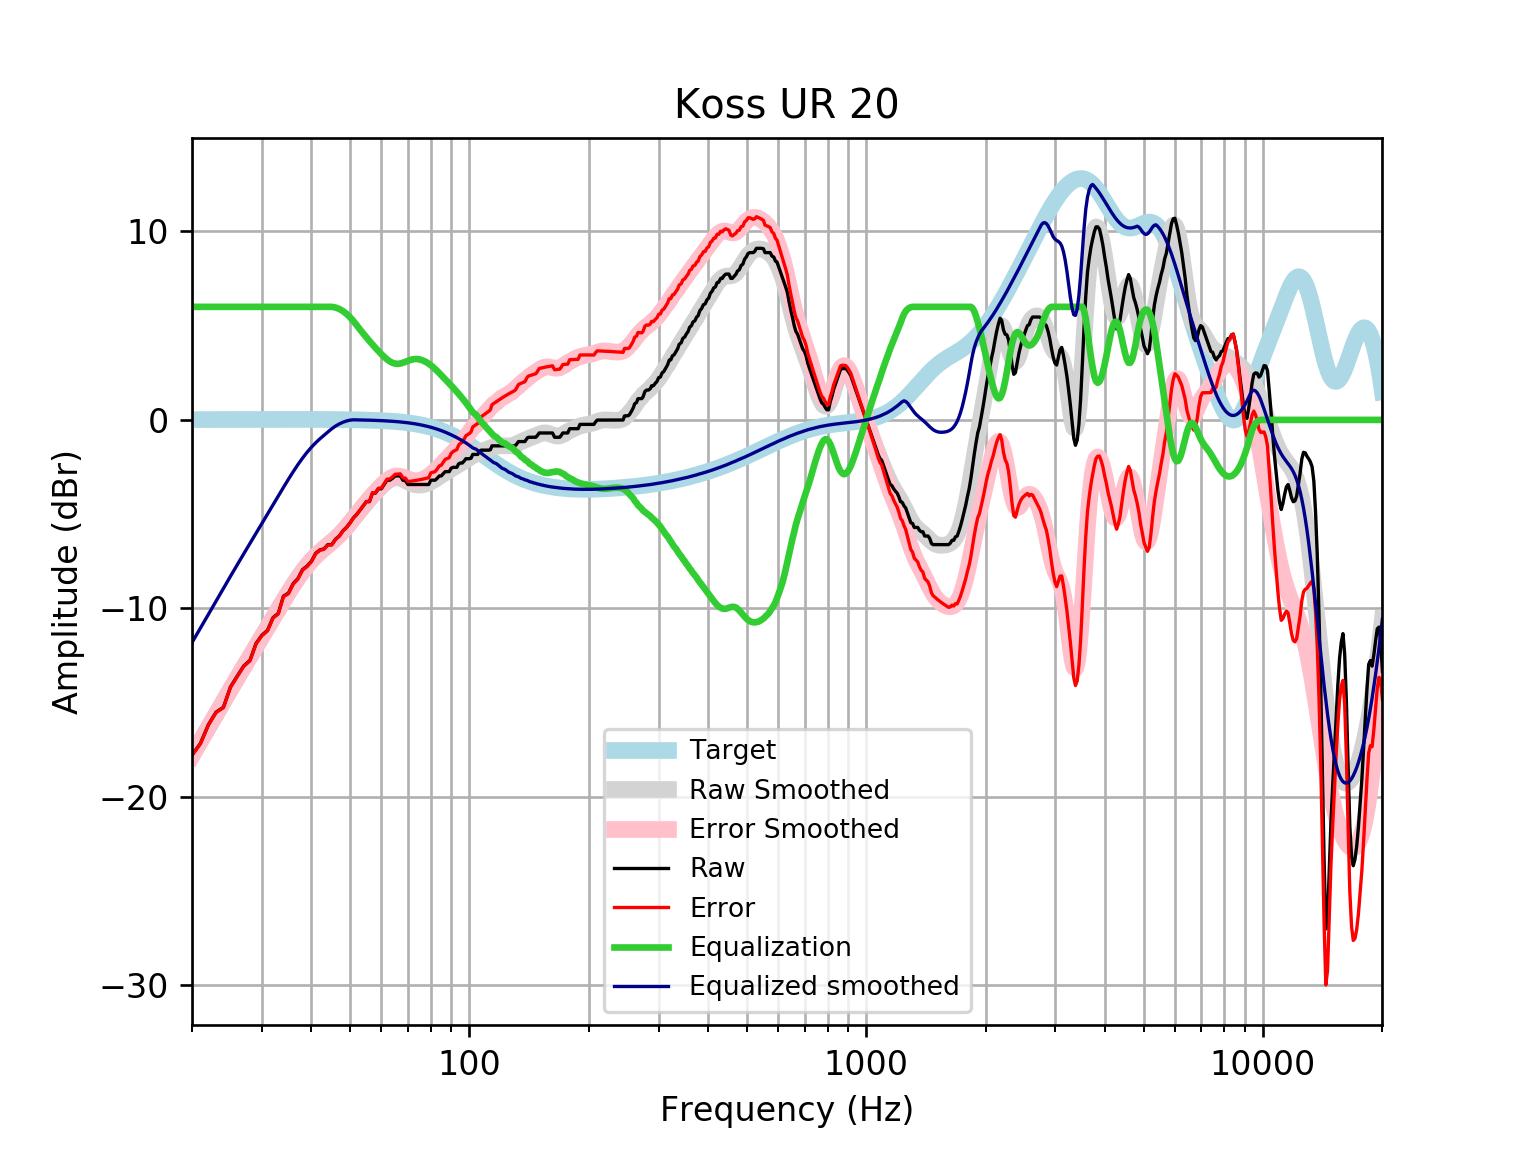 Koss UR 20
Amplitude (dBr)
10
0
−10
−20
−30
Target
Raw Smoothed
Error Smoothed
Raw
Error
Equalization
Equalized smoothed
100 1000 10000
Frequency (Hz)